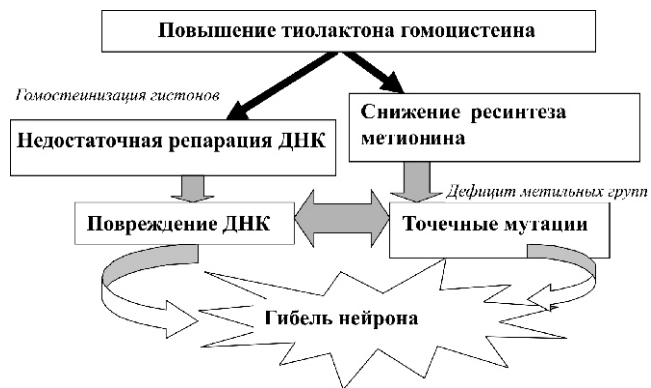 Повышение тиолактона гомоцистеина
Гомостеинизация гистонов
Недостаточная репарация ДНК
Снижение ресинтеза
метионина
Дефицит метильных групп
Повреждение ДНК
Точечные мутации
Гибель нейрона